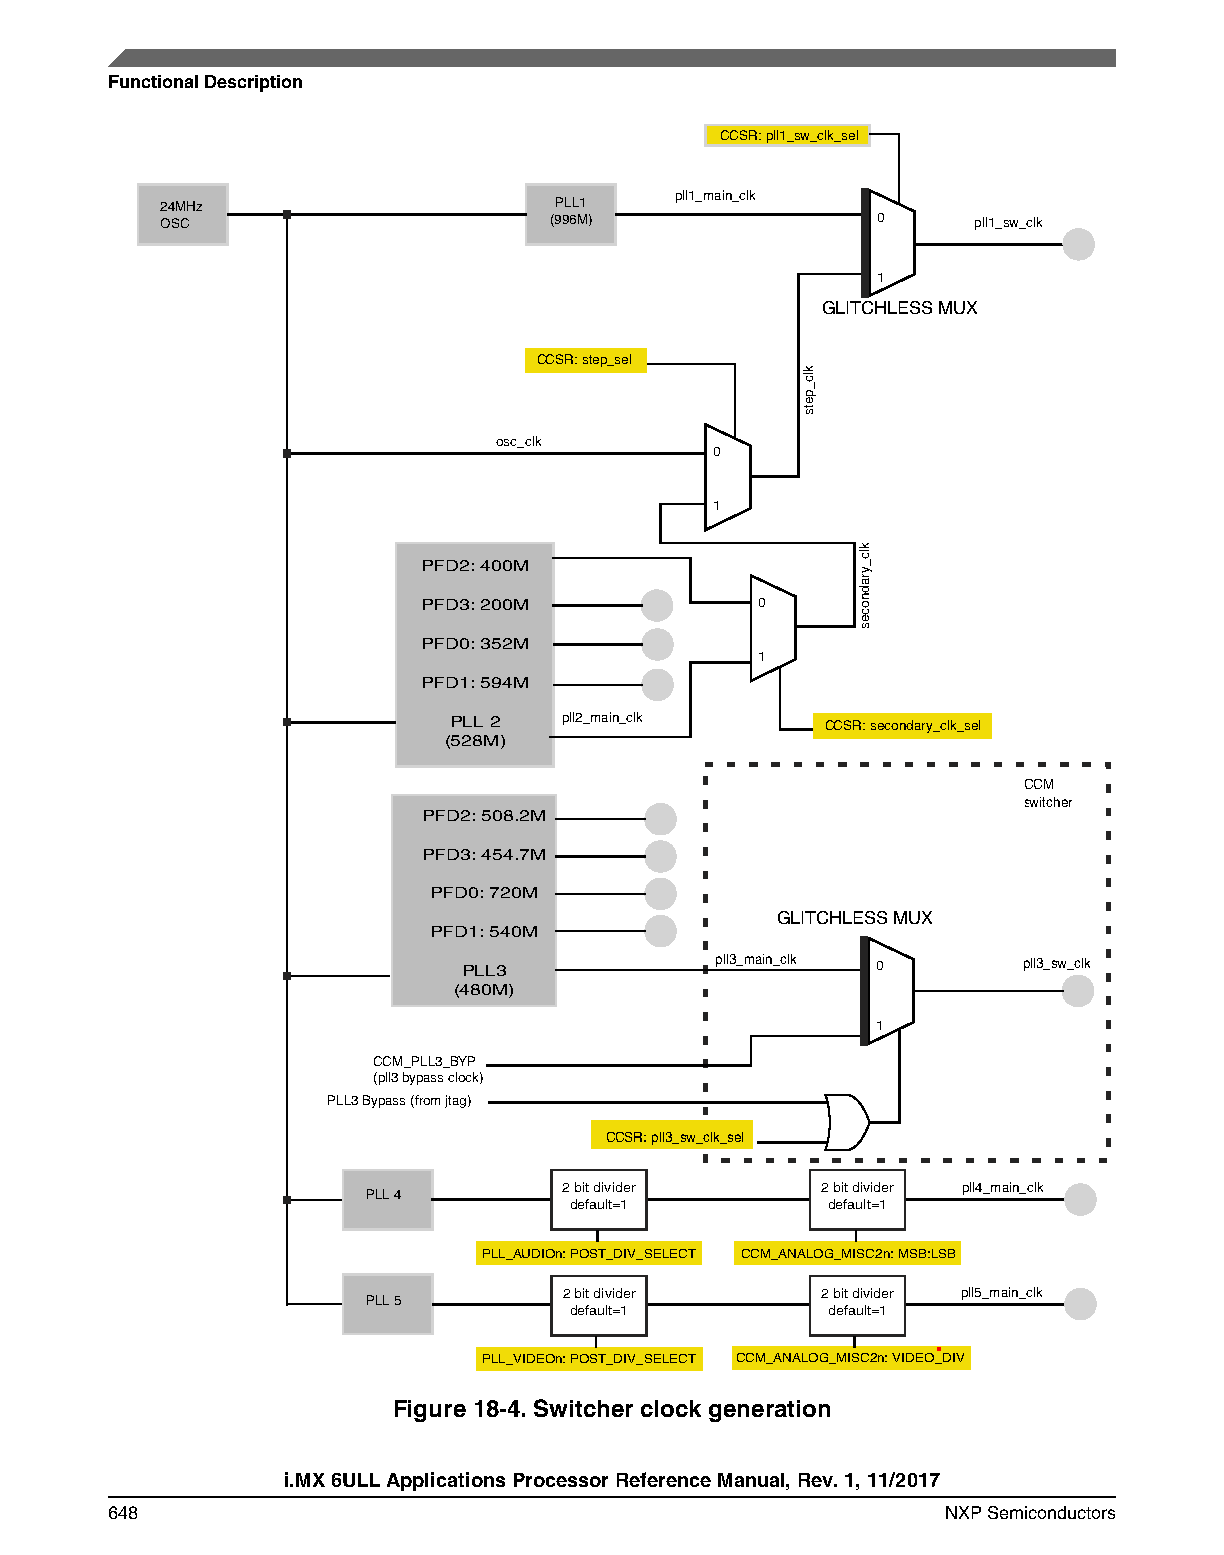 Functional Description
CCSR: pll1_sw_clk_sel
24MHz
OSC
PLL1
(996M)
pll1_main_clk
0
1
pll1_sw_clk
GLITCHLESS MUX
CCSR: step_sel
step_clk
osc_clk
0
1
secondary_clk
PFD2: 400M
PFD3: 200M
PFD0: 352M
PFD1: 594M
PLL 2
(528M)
pll2_main_clk
0
1
CCSR: secondary_clk_sel
CCM
switcher
PFD2: 508.2M
PFD3: 454.7M
PFD0: 720M
PFD1: 540M
PLL3
(480M)
GLITCHLESS MUX
pll3_main_clk
0
1
pll3_sw_clk
CCM_PLL3_BYP
(pll3 bypass clock)
PLL3 Bypass (from jtag)
CCSR: pll3_sw_clk_sel
PLL 4
2 bit divider
default=1
2 bit divider
default=1
pll4_main_clk
PLL_AUDIOn: POST_DIV_SELECT
CCM_ANALOG_MISC2n: MSB:LSB
PLL 5
2 bit divider
default=1
2 bit divider
default=1
pll5_main_clk
PLL_VIDEOn: POST_DIV_SELECT
CCM_ANALOG_MISC2n: VIDEO_DIV
Figure 18-4. Switcher clock generation
i.MX 6ULL Applications Processor Reference Manual, Rev. 1, 11/2017
648
NXP Semiconductors